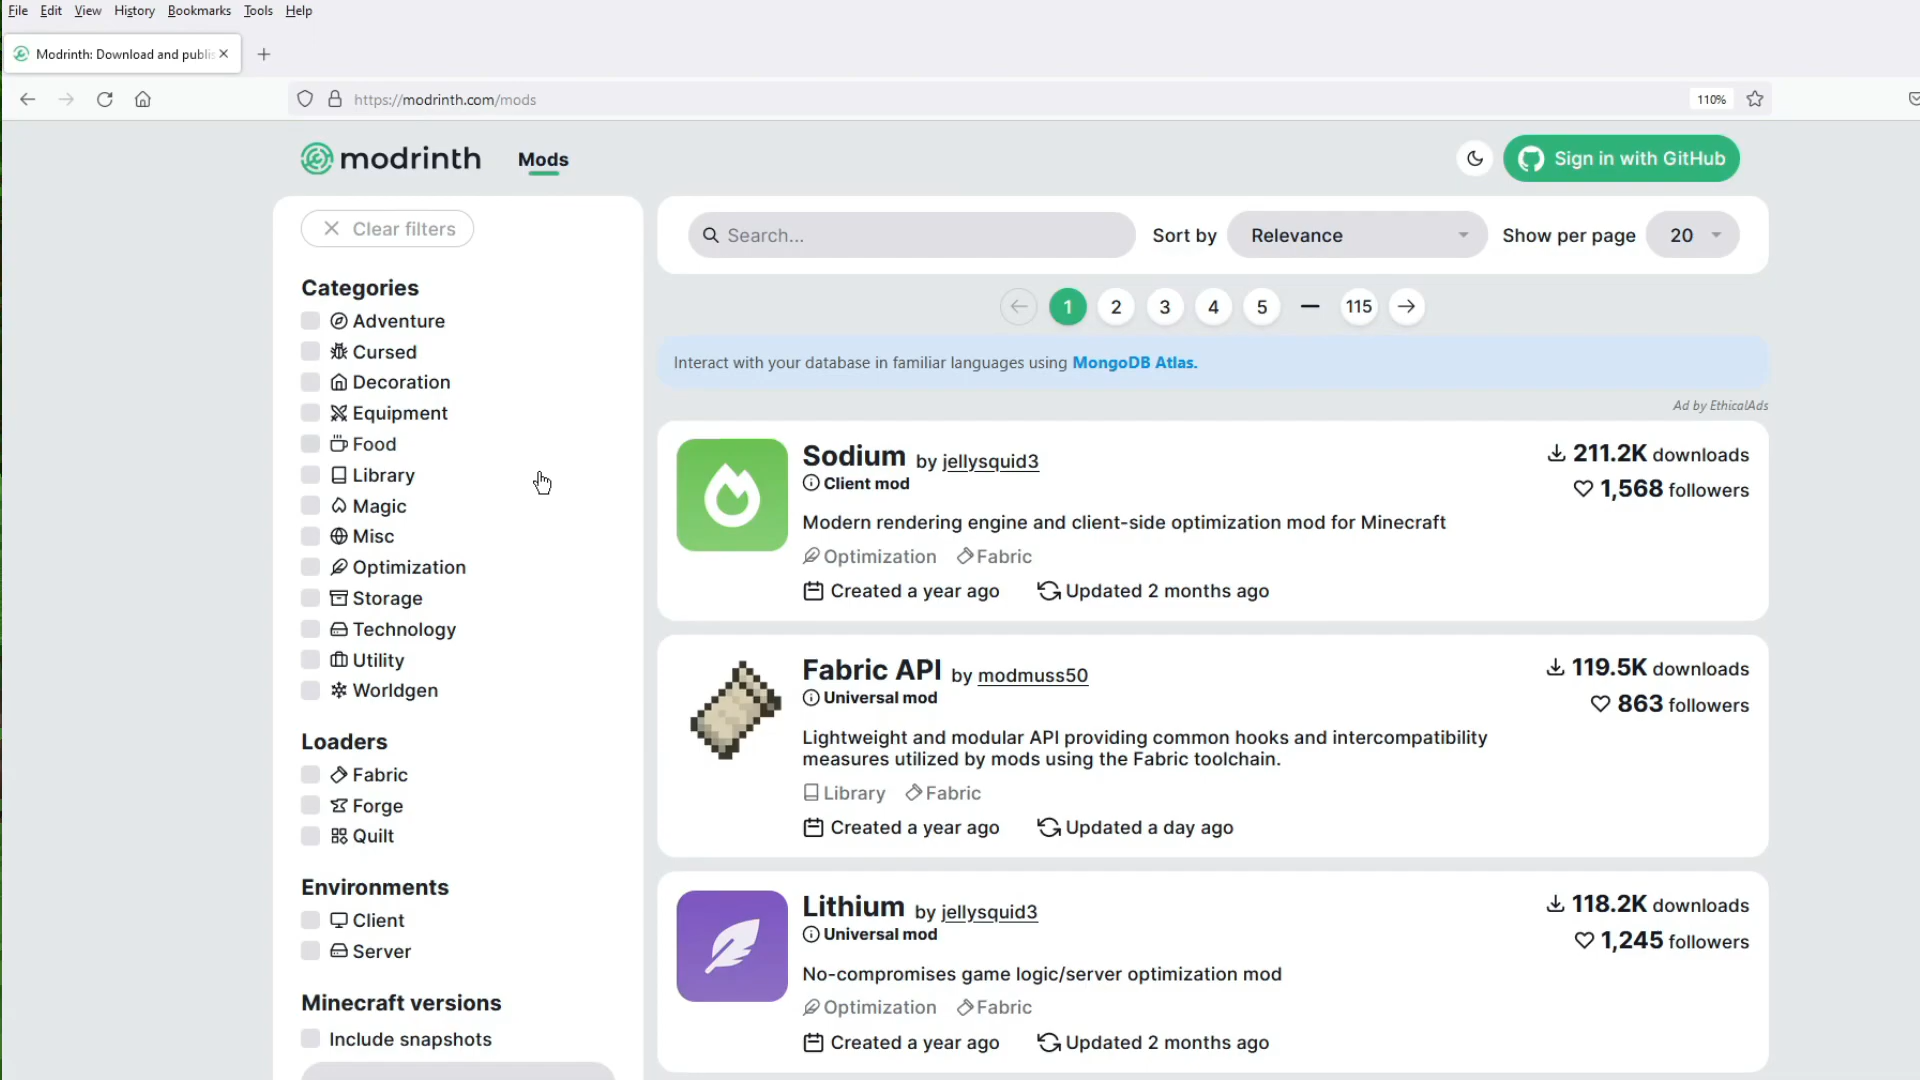 File Edit View History Bookmarks Tools Help
Modrinth: Download and publis
https://modrinth.com/mods
110%
modrinth
Mods
Sign in with GitHub
Clear filters
Categories
Adventure
Cursed
Decoration
Equipment
Food
Library
Magic
Misc
Optimization
Storage
Technology
Utility
Worldgen
Loaders
Fabric
Forge
Quilt
Environments
Client
Server
Minecraft versions
Include snapshots
Search...
Sort by
Relevance
Show per page
20
1 2 3 4 5 — 115
Interact with your database in familiar languages using MongoDB Atlas.
Ad by EthicalAds
Sodium by jellysquid3
Client mod
Modern rendering engine and client-side optimization mod for Minecraft
Optimization Fabric
Created a year ago Updated 2 months ago
211.2K downloads
1,568 followers
Fabric API by modmuss50
Universal mod
Lightweight and modular API providing common hooks and intercompatibility
measures utilized by mods using the Fabric toolchain.
Library Fabric
Created a year ago Updated a day ago
119.5K downloads
863 followers
Lithium by jellysquid3
Universal mod
No-compromises game logic/server optimization mod
Optimization Fabric
Created a year ago Updated 2 months ago
118.2K downloads
1,245 followers